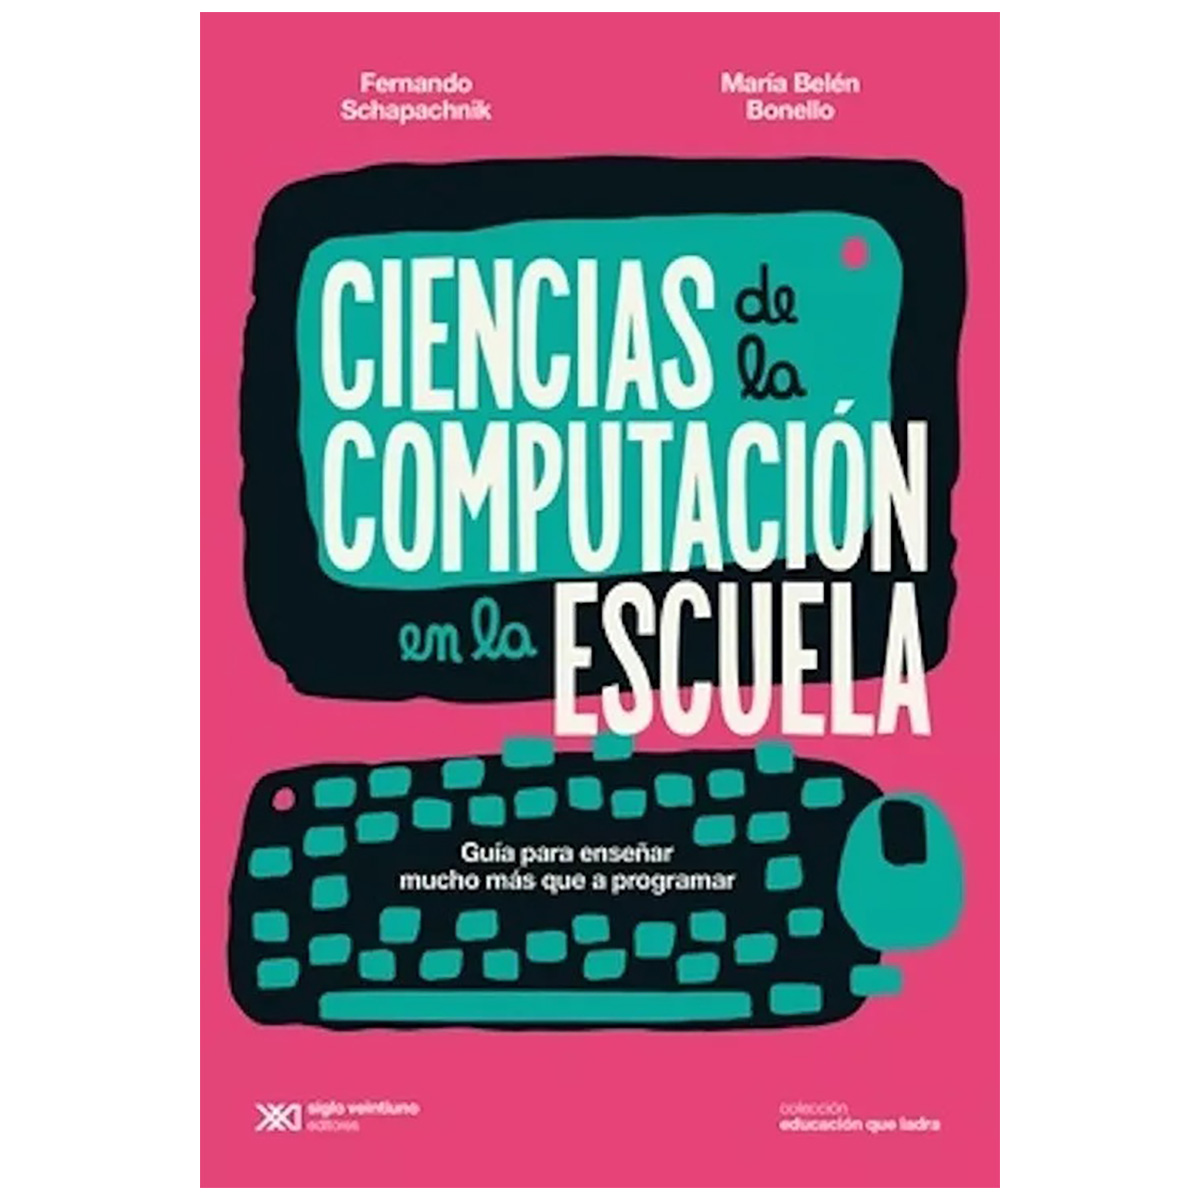 Fernando
Schapachnik
María Belén
Bonello
CIENCIAS de
la
COMPUTACIÓN
en la ESCUELA
Guía para enseñar
mucho más que a programar
siglo veintiuno
editores
colección
educación que ladra